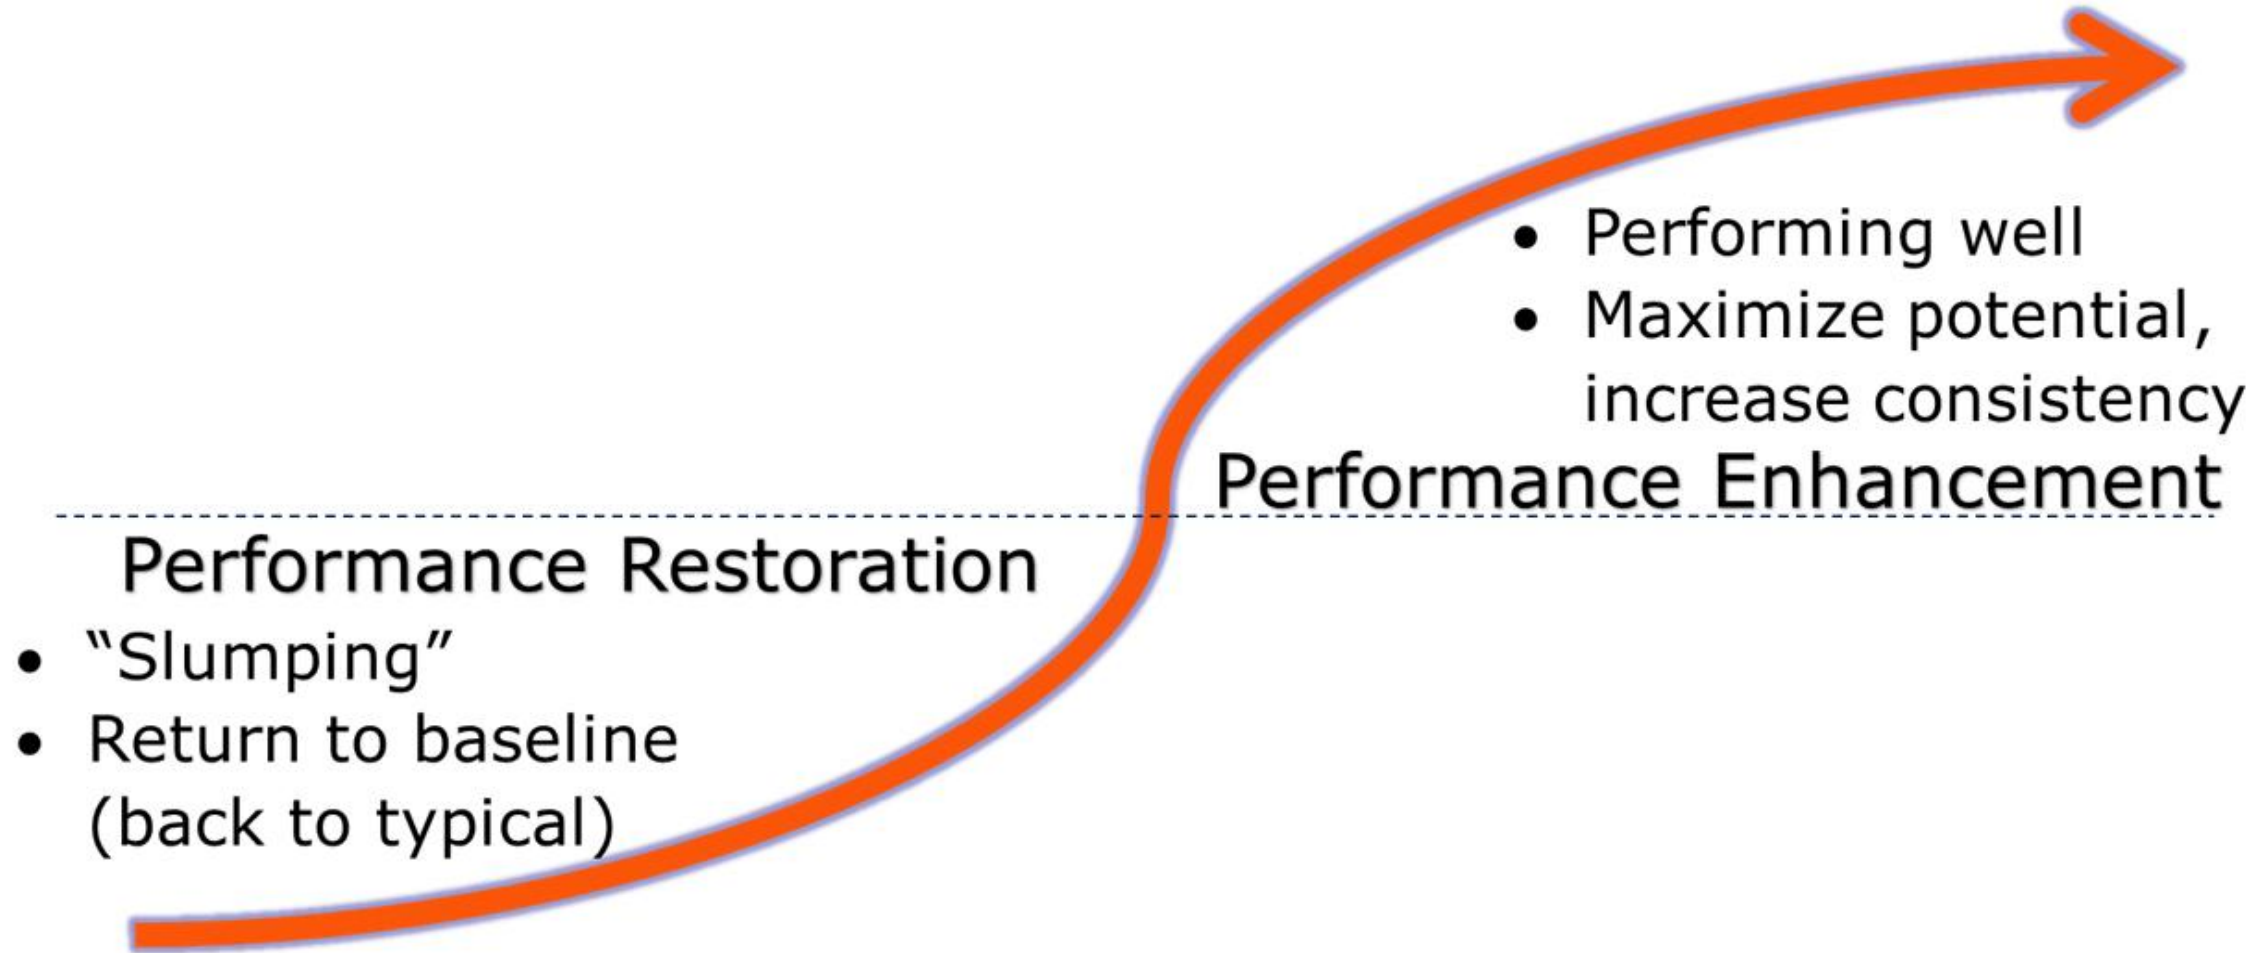 • Performing well
• Maximize potential,
increase consistency
Performance Enhancement
Performance Restoration
• “Slumping”
• Return to baseline
(back to typical)